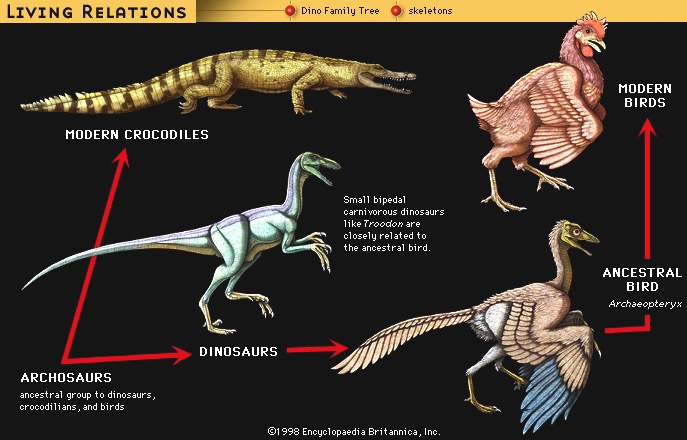 LIVING RELATIONS
Dino Family Tree
skeletons
MODERN CROCODILES
MODERN
BIRDS
Small bipedal
carnivorous dinosaurs
like Troodon are
closely related to
the ancestral bird.
ANCESTRAL
BIRD
Archaeopteryx
DINOSAURS
ARCHOSAURS
ancestral group to dinosaurs,
crocodilians, and birds
©1998 Encyclopaedia Britannica, Inc.